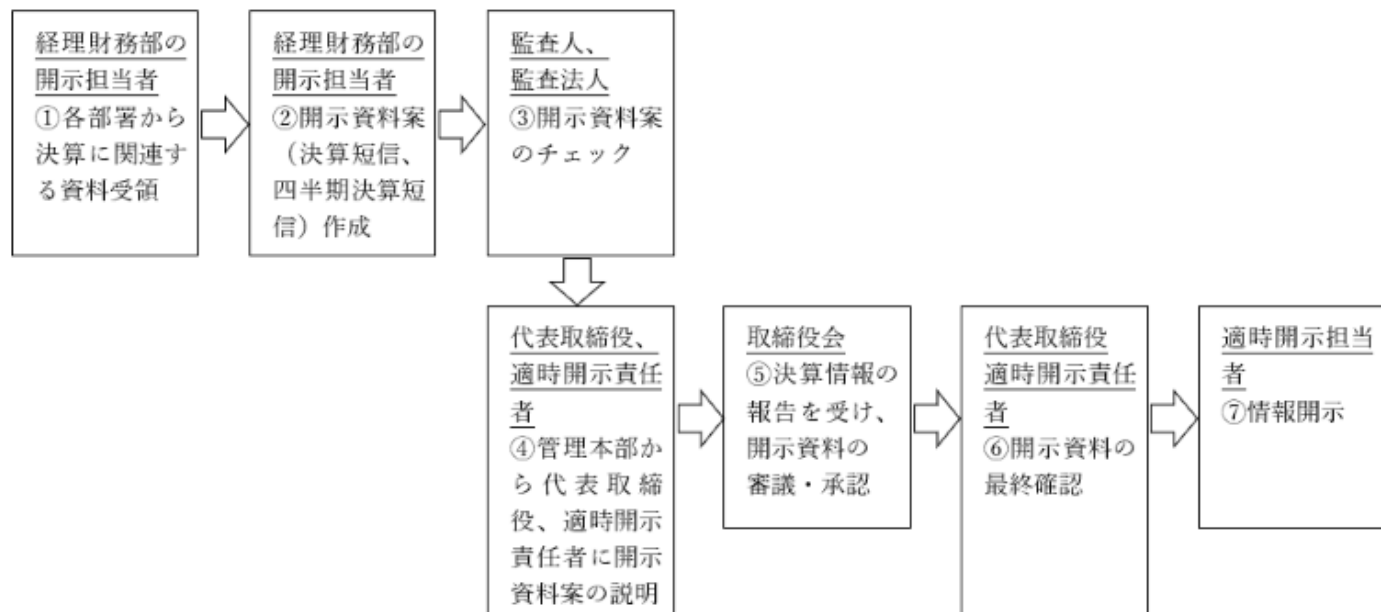 経理財務部の
開示担当者
①各部署から
決算に関連す
る資料受領
経理財務部の
開示担当者
②開示資料案
（決算短信、
四半期決算短
信）作成
監査人、
監査法人
③開示資料案
のチェック
代表取締役、
適時開示責任
者
④管理本部か
ら代表取締
役、適時開示
責任者に開示
資料案の説明
取締役会
⑤決算情報の
報告を受け、
開示資料の
審議・承認
代表取締役
適時開示責任
者
⑥開示資料の
最終確認
適時開示担当
者
⑦情報開示